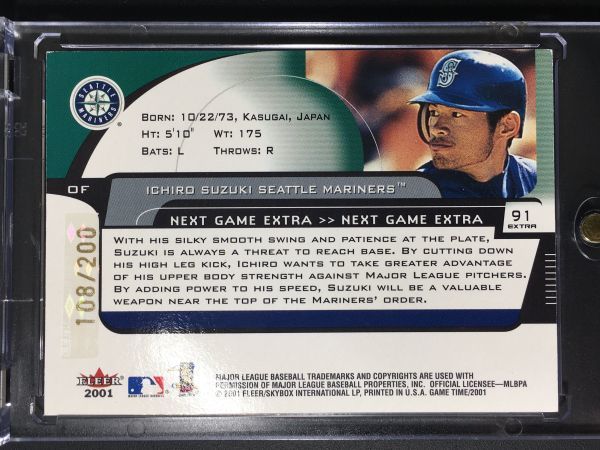 SEATTLE
MARINERS
S
BORN: 10/22/73, KASUGAI, JAPAN
HT: 5'10" WT: 175
BATS: L THROWS: R
OF
ICHIRO SUZUKI SEATTLE MARINERS™
NEXT GAME EXTRA >> NEXT GAME EXTRA
91
EXTRA
WITH HIS SILKY SMOOTH SWING AND PATIENCE AT THE PLATE,
SUZUKI IS ALWAYS A THREAT TO REACH BASE. BY CUTTING DOWN
HIS HIGH LEG KICK, ICHIRO WANTS TO TAKE GREATER ADVANTAGE
OF HIS UPPER BODY STRENGTH AGAINST MAJOR LEAGUE PITCHERS.
BY ADDING POWER TO HIS SPEED, SUZUKI WILL BE A VALUABLE
WEAPON NEAR THE TOP OF THE MARINERS' ORDER.
108/200
FLEER
2001
MAJOR LEAGUE BASEBALL
MAJOR LEAGUE BASEBALL TRADEMARKS AND COPYRIGHTS ARE USED WITH
PERMISSION OF MAJOR LEAGUE BASEBALL PROPERTIES, INC. OFFICIAL LICENSEE—MLBPA
© 2001 FLEER/SKYBOX INTERNATIONAL LP, PRINTED IN U.S.A. GAME TIME/2001